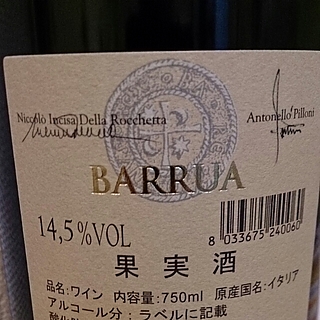 Niccolò Incisa Della Rocchetta
Antonello Pilloni
BARRUA
14,5%VOL
8 033675 240060
果実酒
品名:ワイン 内容量:750ml 原産国名:イタリア
アルコール分:ラベルに記載